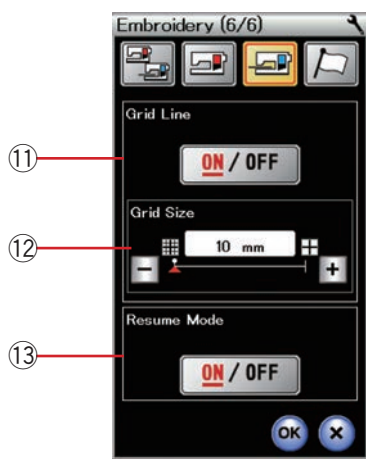 Embroidery (6/6)
Grid Line
⑪
ON / OFF
Grid Size
⑫
10 mm
− +
Resume Mode
⑬
ON / OFF
OK ×